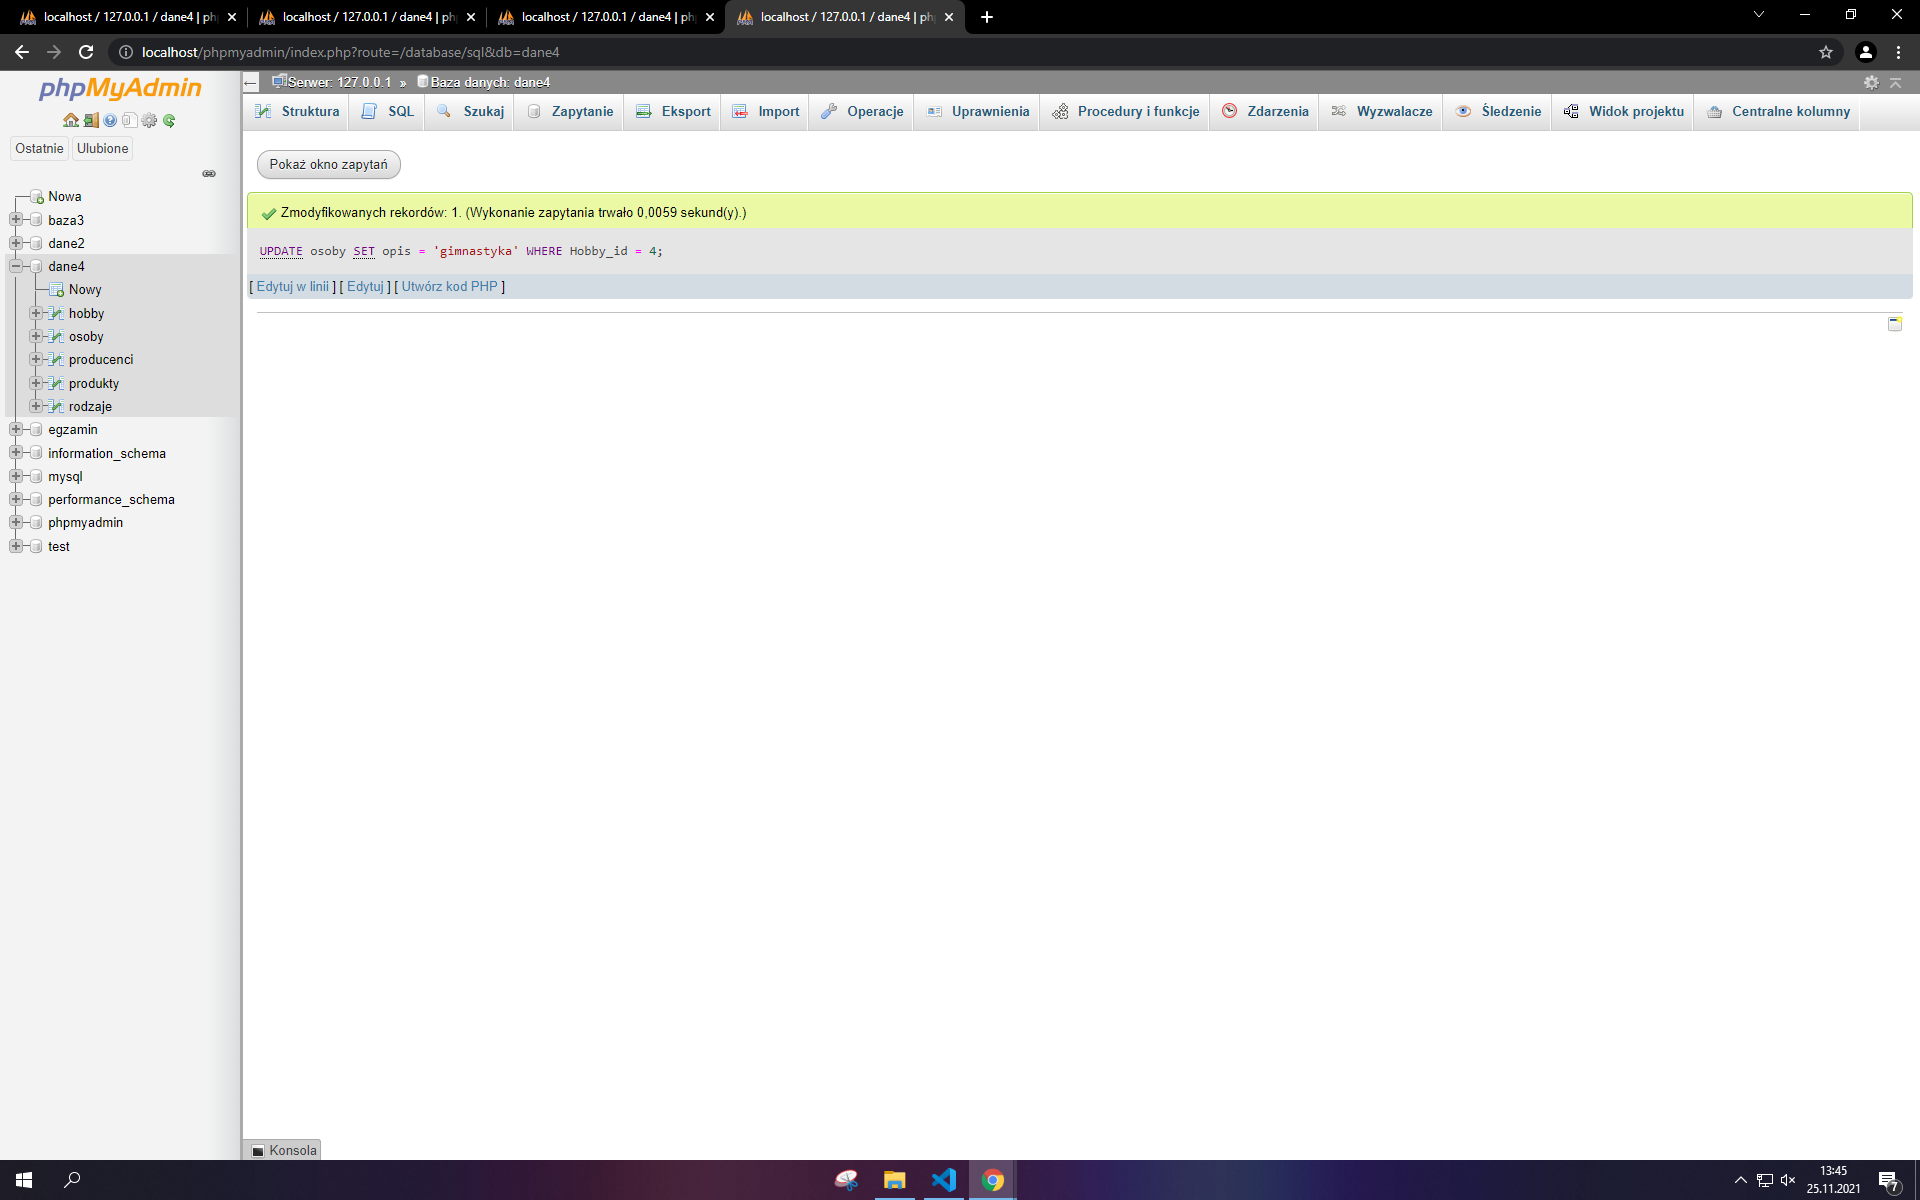 localhost / 127.0.0.1 / dane4 | ph
localhost / 127.0.0.1 / dane4 | ph
localhost / 127.0.0.1 / dane4 | ph
localhost / 127.0.0.1 / dane4 | ph
localhost/phpmyadmin/index.php?route=/database/sql&db=dane4
phpMyAdmin
Ostatnie Ulubione
Nowa
baza3
dane2
dane4
Nowy
hobby
osoby
producenci
produkty
rodzaje
egzamin
information_schema
mysql
performance_schema
phpmyadmin
test
Serwer: 127.0.0.1 » Baza danych: dane4
Struktura SQL Szukaj Zapytanie Eksport Import Operacje Uprawnienia Procedury i funkcje Zdarzenia Wyzwalacze Śledzenie Widok projektu Centralne kolumny
Pokaż okno zapytań
Zmodyfikowanych rekordów: 1. (Wykonanie zapytania trwało 0,0059 sekund(y).)
UPDATE osoby SET opis = 'gimnastyka' WHERE Hobby_id = 4;
[ Edytuj w linii ] [ Edytuj ] [ Utwórz kod PHP ]
Konsola
13:45
25.11.2021
7